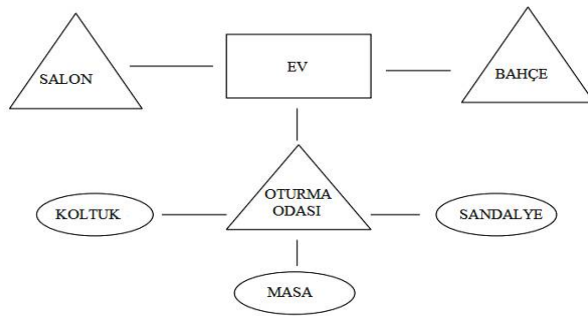 SALON
EV
BAHÇE
KOLTUK
OTURMA
ODASI
SANDALYE
MASA